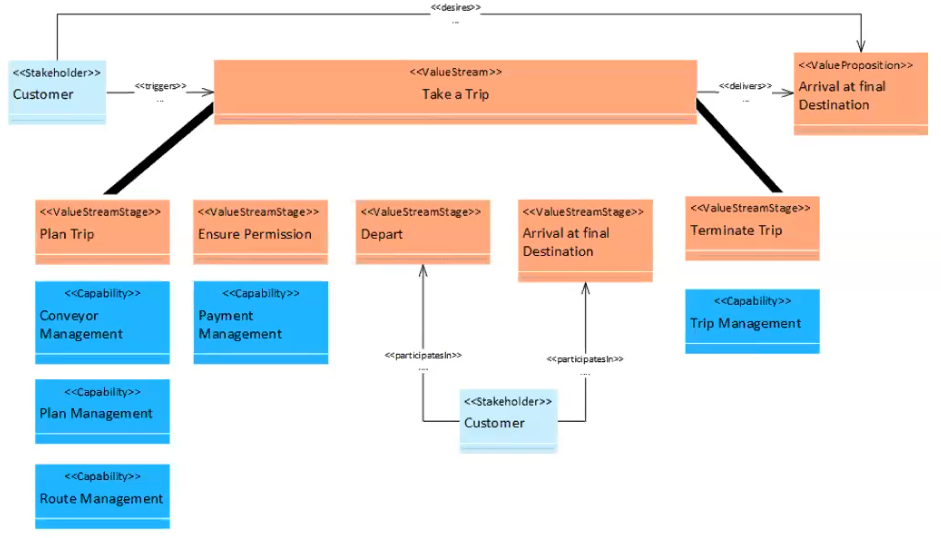 <<desires>>
...
<<Stakeholder>>
Customer
<<triggers>>
...
<<ValueStream>>
Take a Trip
<<delivers>>
...
<<ValueProposition>>
Arrival at final
Destination
<<ValueStreamStage>>
Plan Trip
<<ValueStreamStage>>
Ensure Permission
<<ValueStreamStage>>
Depart
<<ValueStreamStage>>
Arrival at final
Destination
<<ValueStreamStage>>
Terminate Trip
<<Capability>>
Conveyor
Management
<<Capability>>
Payment
Management
<<Capability>>
Trip Management
<<participatesIn>>
....
<<participatesIn>>
....
<<Capability>>
Plan Management
<<Stakeholder>>
Customer
<<Capability>>
Route Management